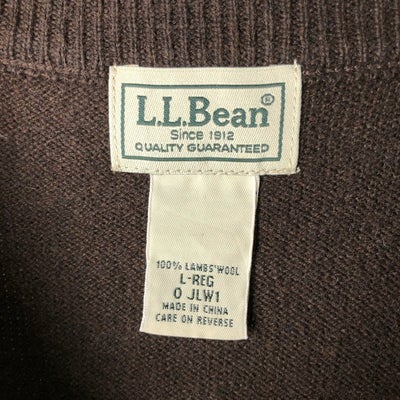 L.L.Bean®
Since 1912
QUALITY GUARANTEED
100% LAMBS' WOOL
L-REG
0 JLW1
MADE IN CHINA
CARE ON REVERSE